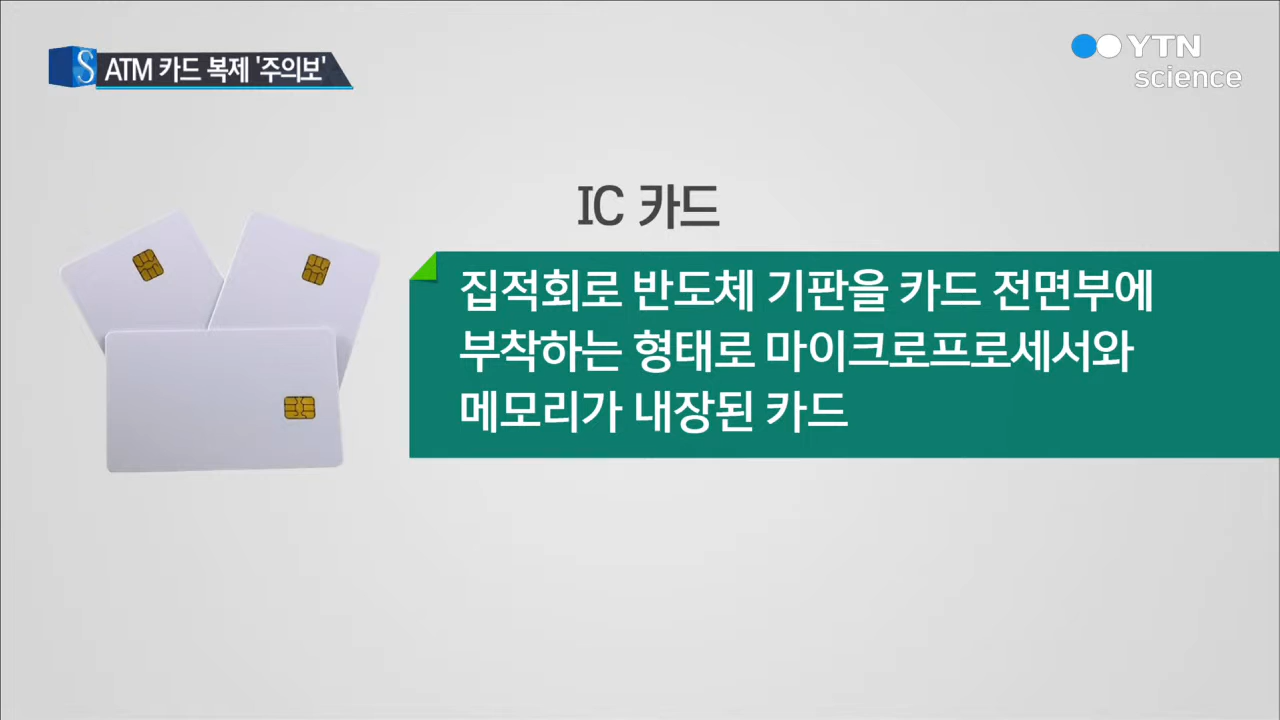 S ATM 카드 복제 '주의보'
YTN
science
IC 카드
집적회로 반도체 기판을 카드 전면부에
부착하는 형태로 마이크로프로세서와
메모리가 내장된 카드